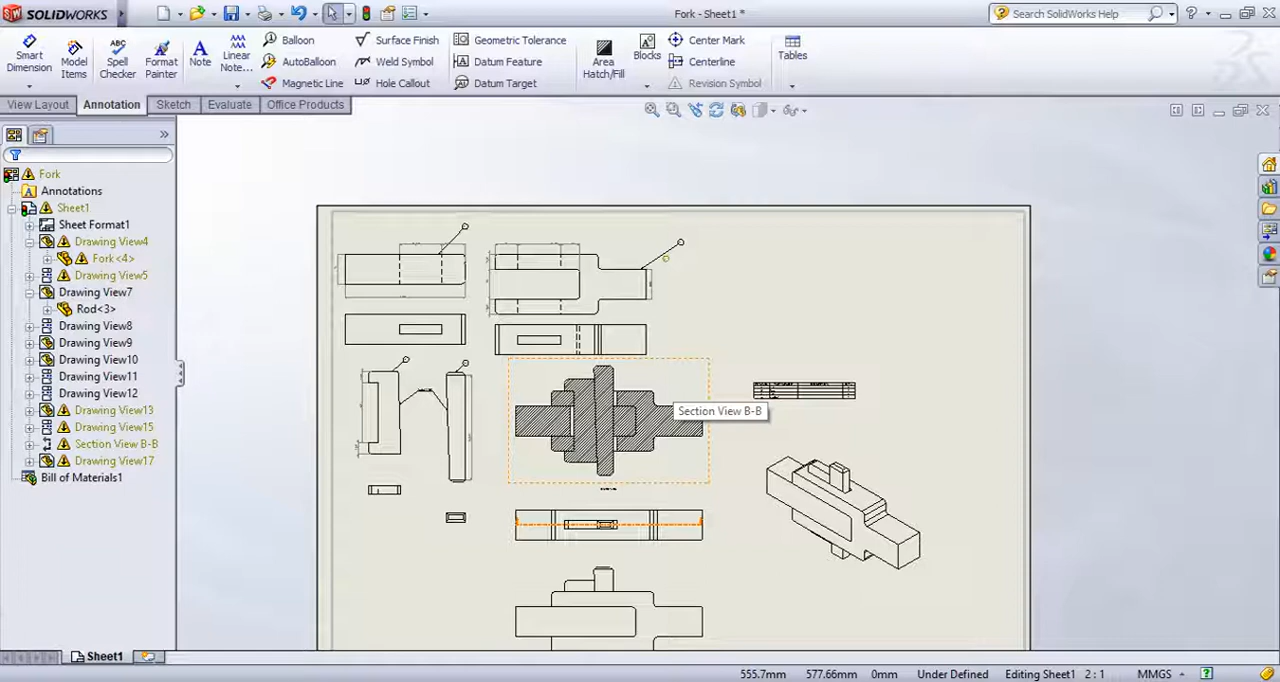 SOLIDWORKS
Fork - Sheet1 *
Search SolidWorks Help
Smart Dimension
Model Items
Spell Checker
Format Painter
Note
Linear Note...
Balloon
AutoBalloon
Magnetic Line
Surface Finish
Weld Symbol
Hole Callout
Geometric Tolerance
Datum Feature
Datum Target
Area Hatch/Fill
Blocks
Center Mark
Centerline
Revision Symbol
Tables
View Layout Annotation Sketch Evaluate Office Products
Fork
Annotations
Sheet1
Sheet Format1
Drawing View4
Fork <4>
Drawing View5
Drawing View7
Rod<3>
Drawing View8
Drawing View9
Drawing View10
Drawing View11
Drawing View12
Drawing View13
Drawing View15
Section View B-B
Drawing View17
Bill of Materials1
Section View B-B
Sheet1
555.7mm 577.66mm 0mm Under Defined Editing Sheet1 2 : 1 MMGS